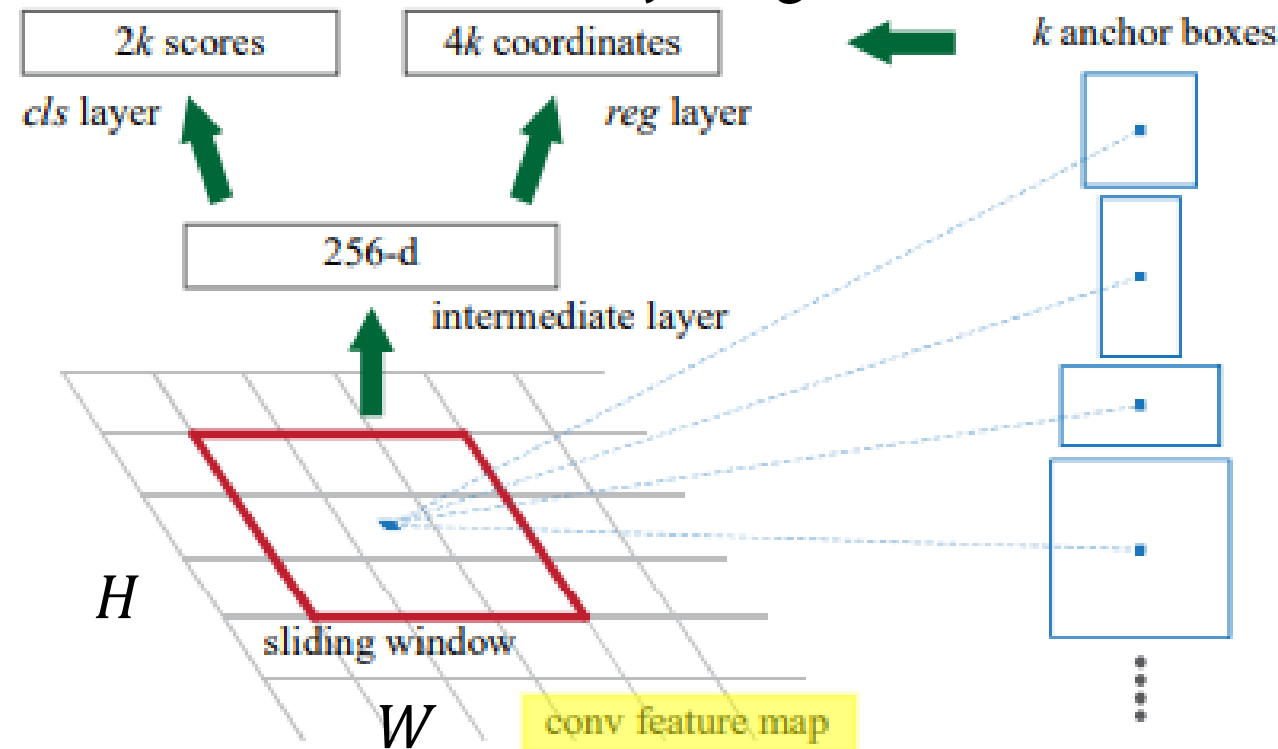 2k scores
4k coordinates
k anchor boxes
cls layer
reg layer
256-d
intermediate layer
H
sliding window
W
conv feature map